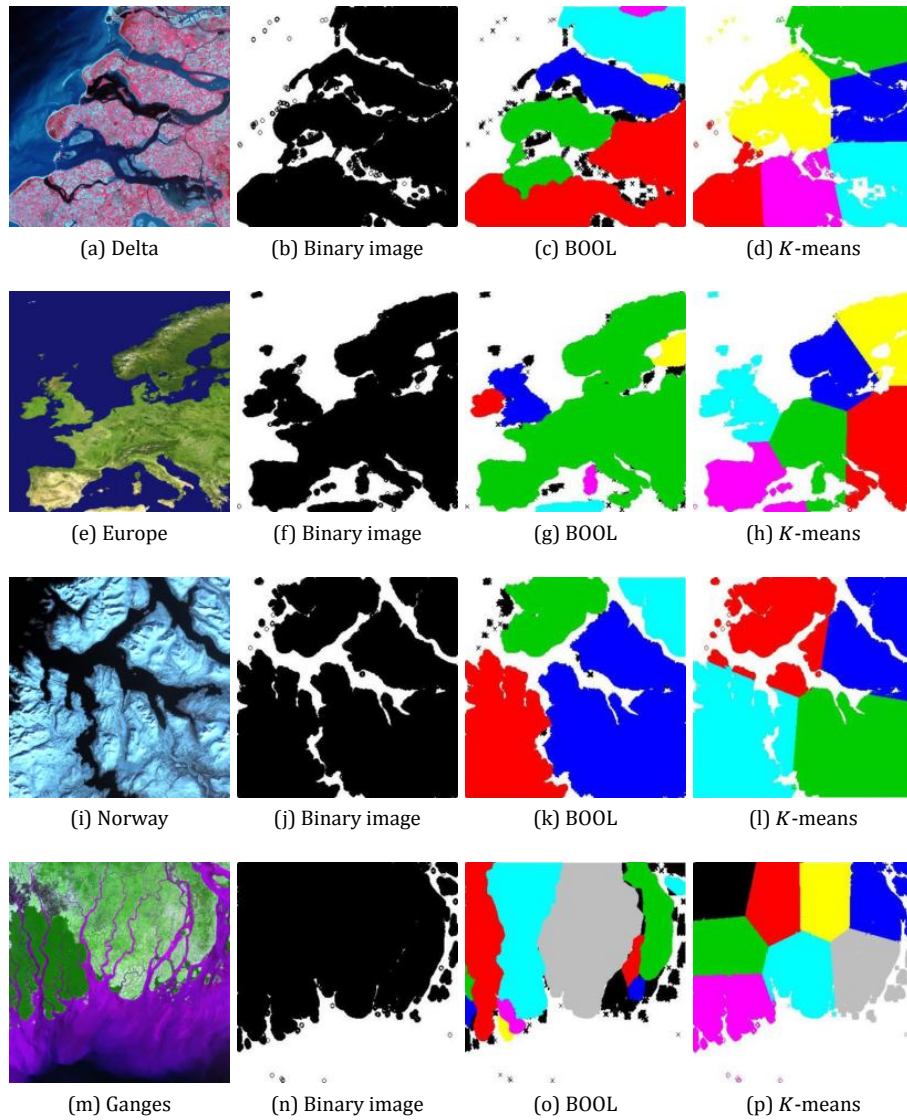 (a) Delta (b) Binary image (c) BOOL (d) K-means
(e) Europe (f) Binary image (g) BOOL (h) K-means
(i) Norway (j) Binary image (k) BOOL (l) K-means
(m) Ganges (n) Binary image (o) BOOL (p) K-means